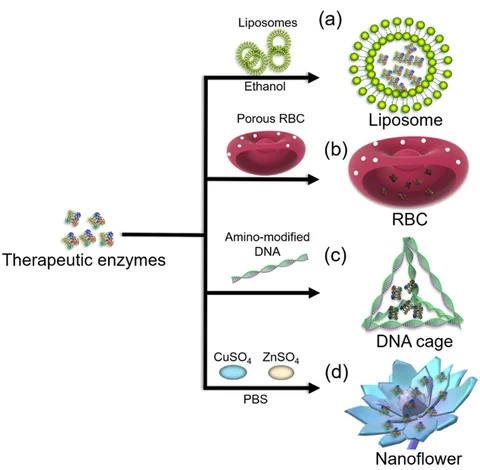 Liposomes
(a)
Ethanol
Liposome
Porous RBC
(b)
RBC
Therapeutic enzymes
Amino-modified
DNA
(c)
DNA cage
CuSO₄ ZnSO₄
(d)
PBS
Nanoflower